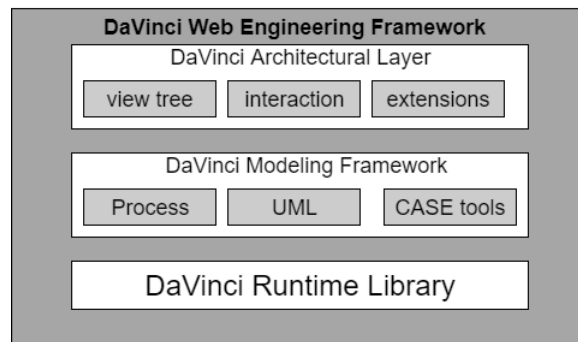 DaVinci Web Engineering Framework
DaVinci Architectural Layer
view tree interaction extensions
DaVinci Modeling Framework
Process UML CASE tools
DaVinci Runtime Library